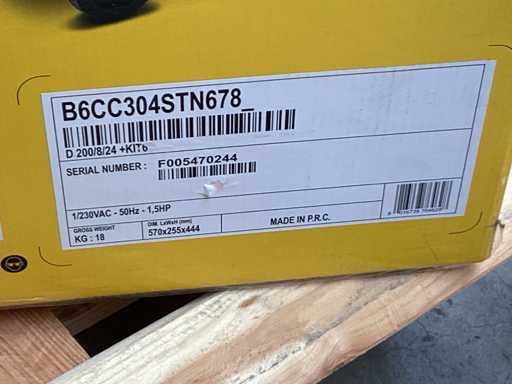 B6CC304STN678_
D 200/8/24 +KIT6
SERIAL NUMBER : F005470244
1/230VAC - 50Hz - 1,5HP
GROSS WEIGHT
KG : 18
DIM. LxWxH (mm)
570x255x444
MADE IN P.R.C.